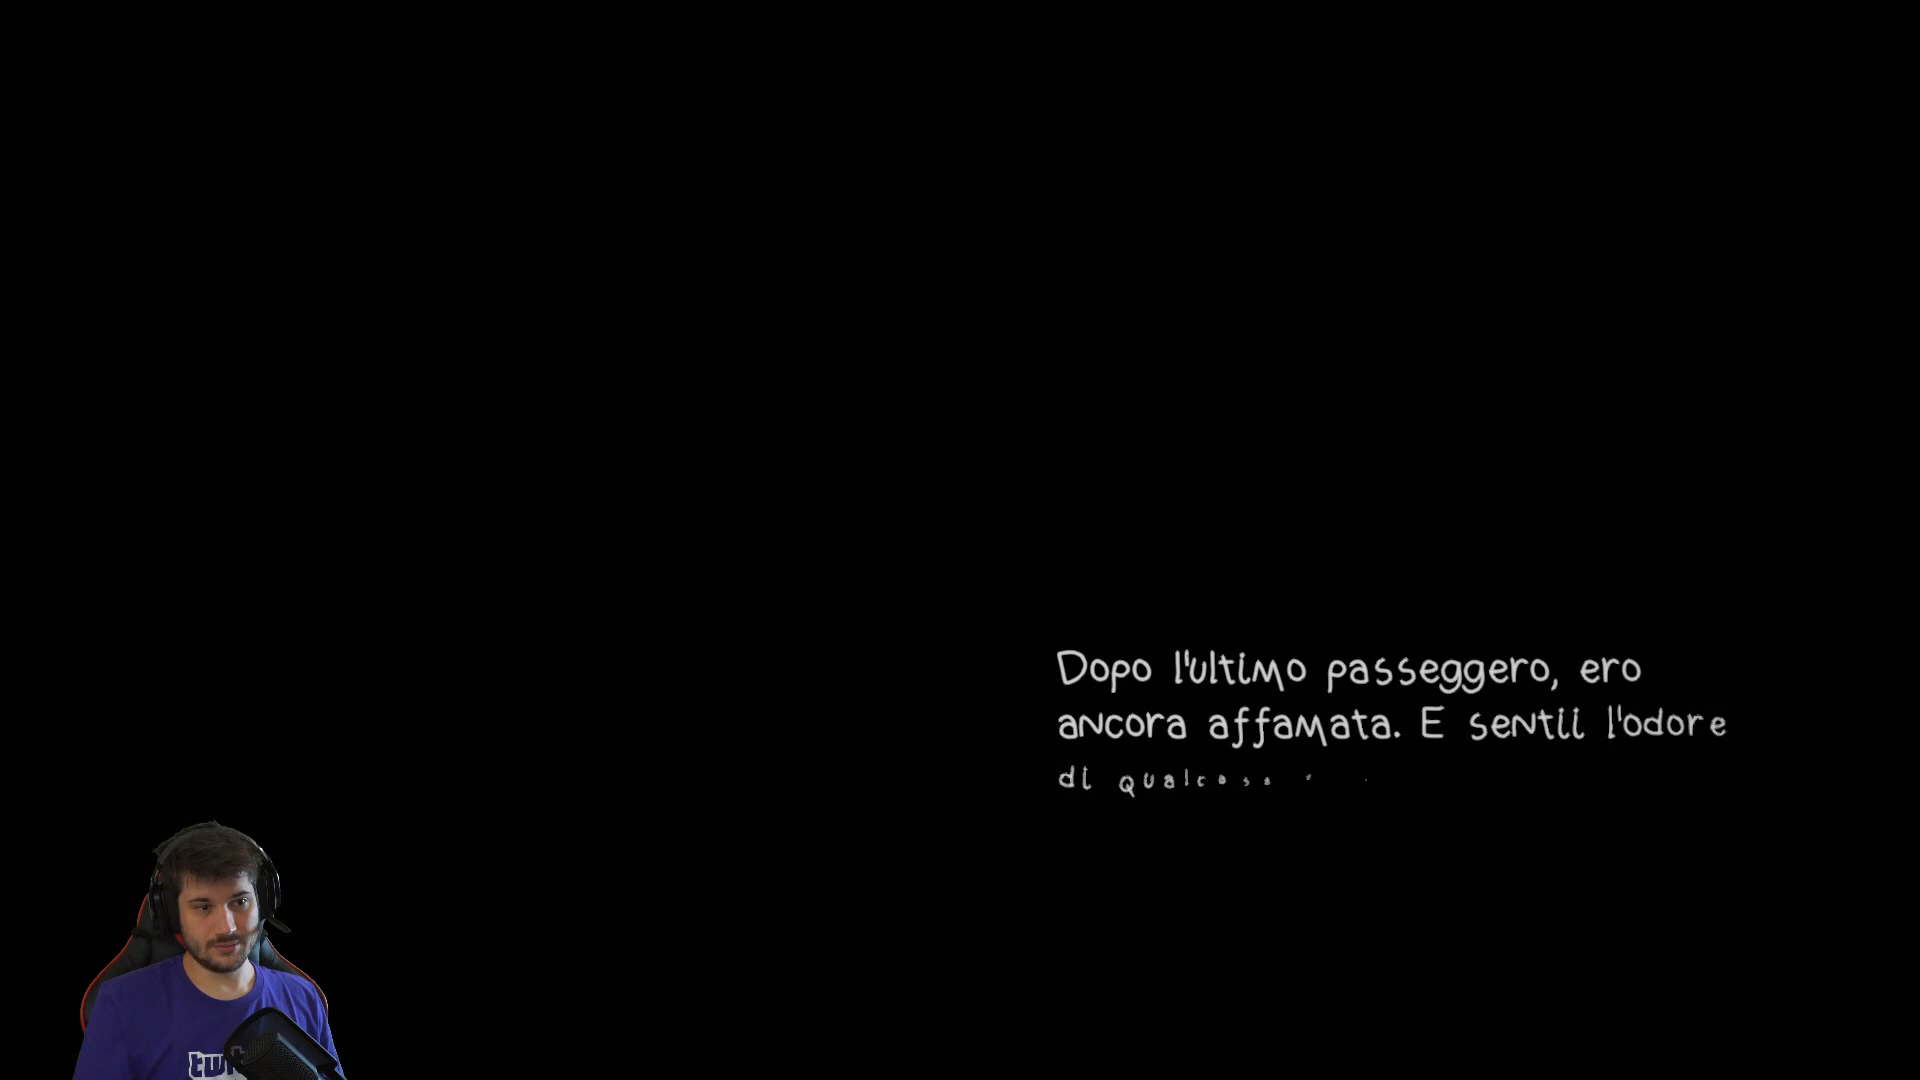 Dopo l'ultimo passeggero, ero
ancora affamata. E sentii l'odore
di qualcosa